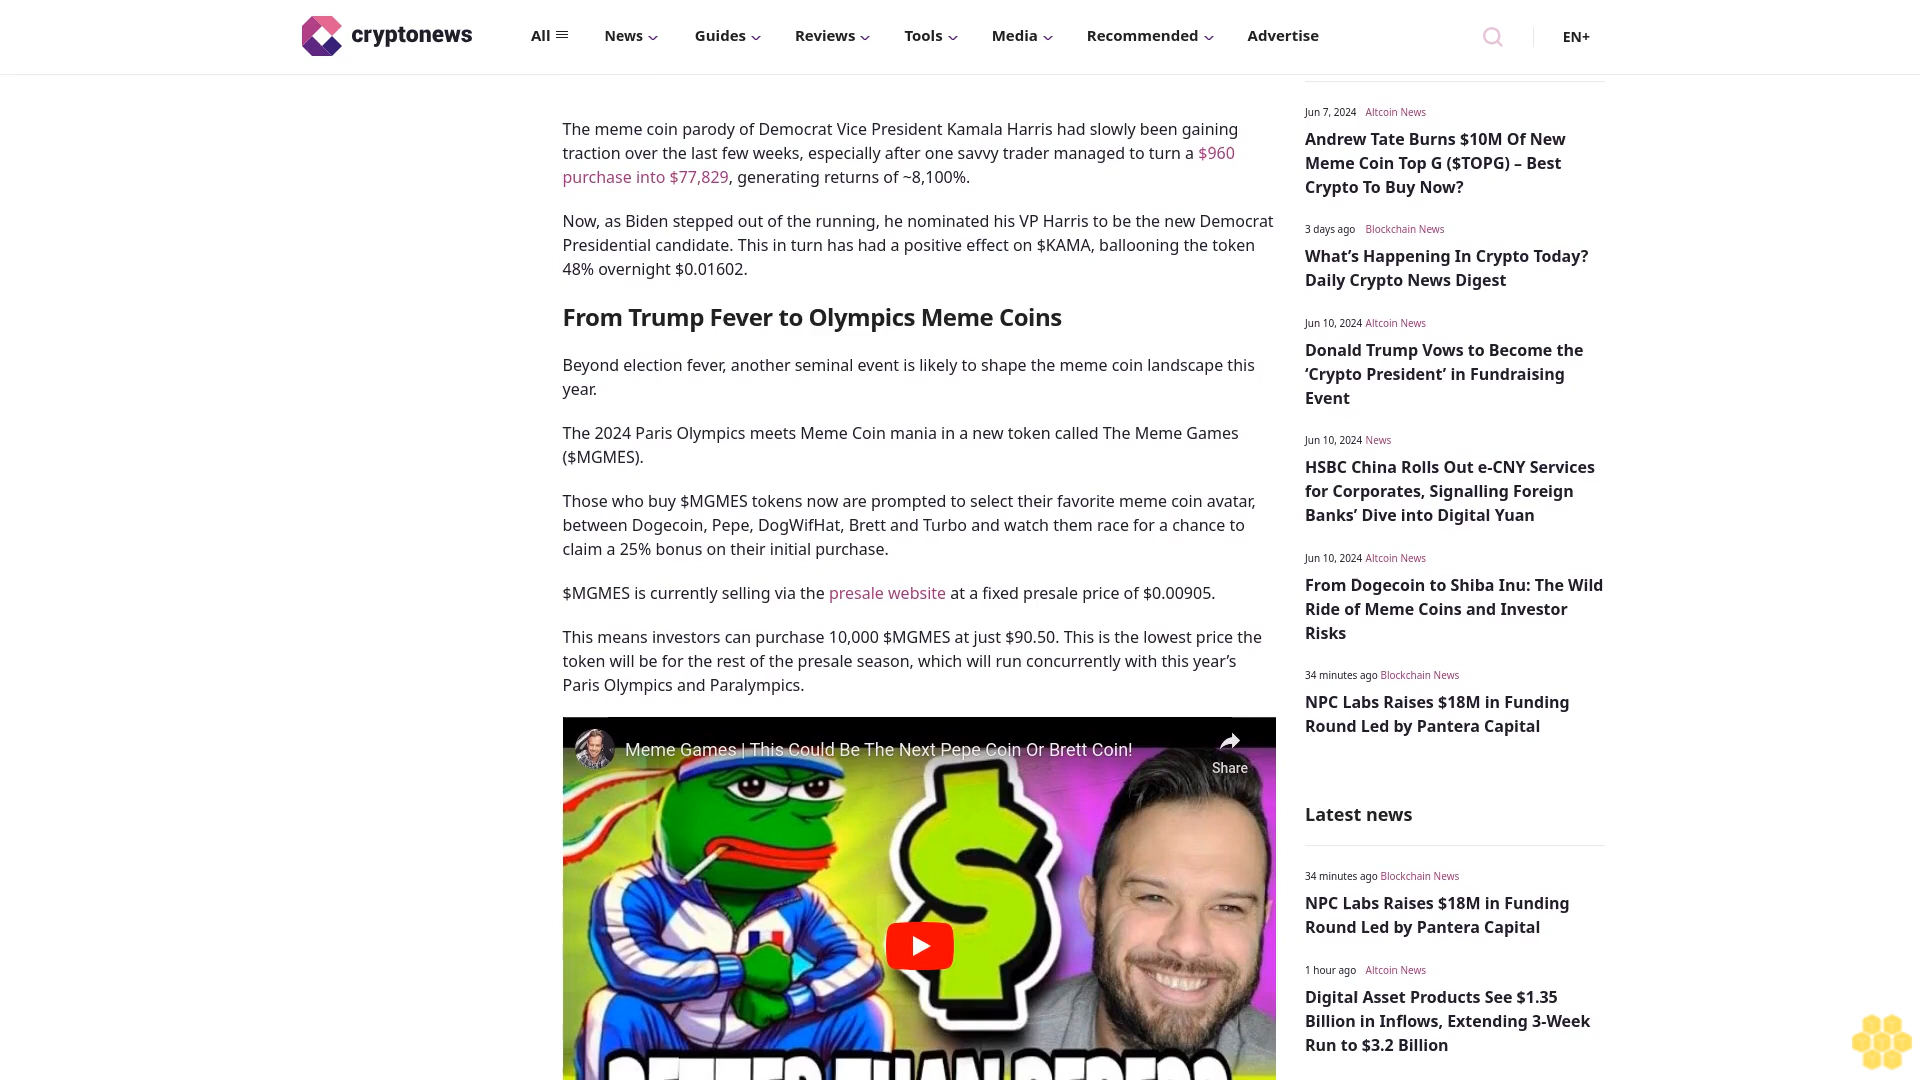 cryptonews
All
News
Guides
Reviews
Tools
Media
Recommended
Advertise
EN+
The meme coin parody of Democrat Vice President Kamala Harris had slowly been gaining
traction over the last few weeks, especially after one savvy trader managed to turn a $960
purchase into $77,829, generating returns of ~8,100%.
Now, as Biden stepped out of the running, he nominated his VP Harris to be the new Democrat
Presidential candidate. This in turn has had a positive effect on $KAMA, ballooning the token
48% overnight $0.01602.
From Trump Fever to Olympics Meme Coins
Beyond election fever, another seminal event is likely to shape the meme coin landscape this
year.
The 2024 Paris Olympics meets Meme Coin mania in a new token called The Meme Games
($MGMES).
Those who buy $MGMES tokens now are prompted to select their favorite meme coin avatar,
between Dogecoin, Pepe, DogWifHat, Brett and Turbo and watch them race for a chance to
claim a 25% bonus on their initial purchase.
$MGMES is currently selling via the presale website at a fixed presale price of $0.00905.
This means investors can purchase 10,000 $MGMES at just $90.50. This is the lowest price the
token will be for the rest of the presale season, which will run concurrently with this year’s
Paris Olympics and Paralympics.
Meme Games | This Could Be The Next Pepe Coin Or Brett Coin!
Share
$
Jun 7, 2024 Altcoin News
Andrew Tate Burns $10M Of New
Meme Coin Top G ($TOPG) – Best
Crypto To Buy Now?
3 days ago Blockchain News
What’s Happening In Crypto Today?
Daily Crypto News Digest
Jun 10, 2024 Altcoin News
Donald Trump Vows to Become the
‘Crypto President’ in Fundraising
Event
Jun 10, 2024 News
HSBC China Rolls Out e-CNY Services
for Corporates, Signalling Foreign
Banks’ Dive into Digital Yuan
Jun 10, 2024 Altcoin News
From Dogecoin to Shiba Inu: The Wild
Ride of Meme Coins and Investor
Risks
34 minutes ago Blockchain News
NPC Labs Raises $18M in Funding
Round Led by Pantera Capital
Latest news
34 minutes ago Blockchain News
NPC Labs Raises $18M in Funding
Round Led by Pantera Capital
1 hour ago Altcoin News
Digital Asset Products See $1.35
Billion in Inflows, Extending 3-Week
Run to $3.2 Billion